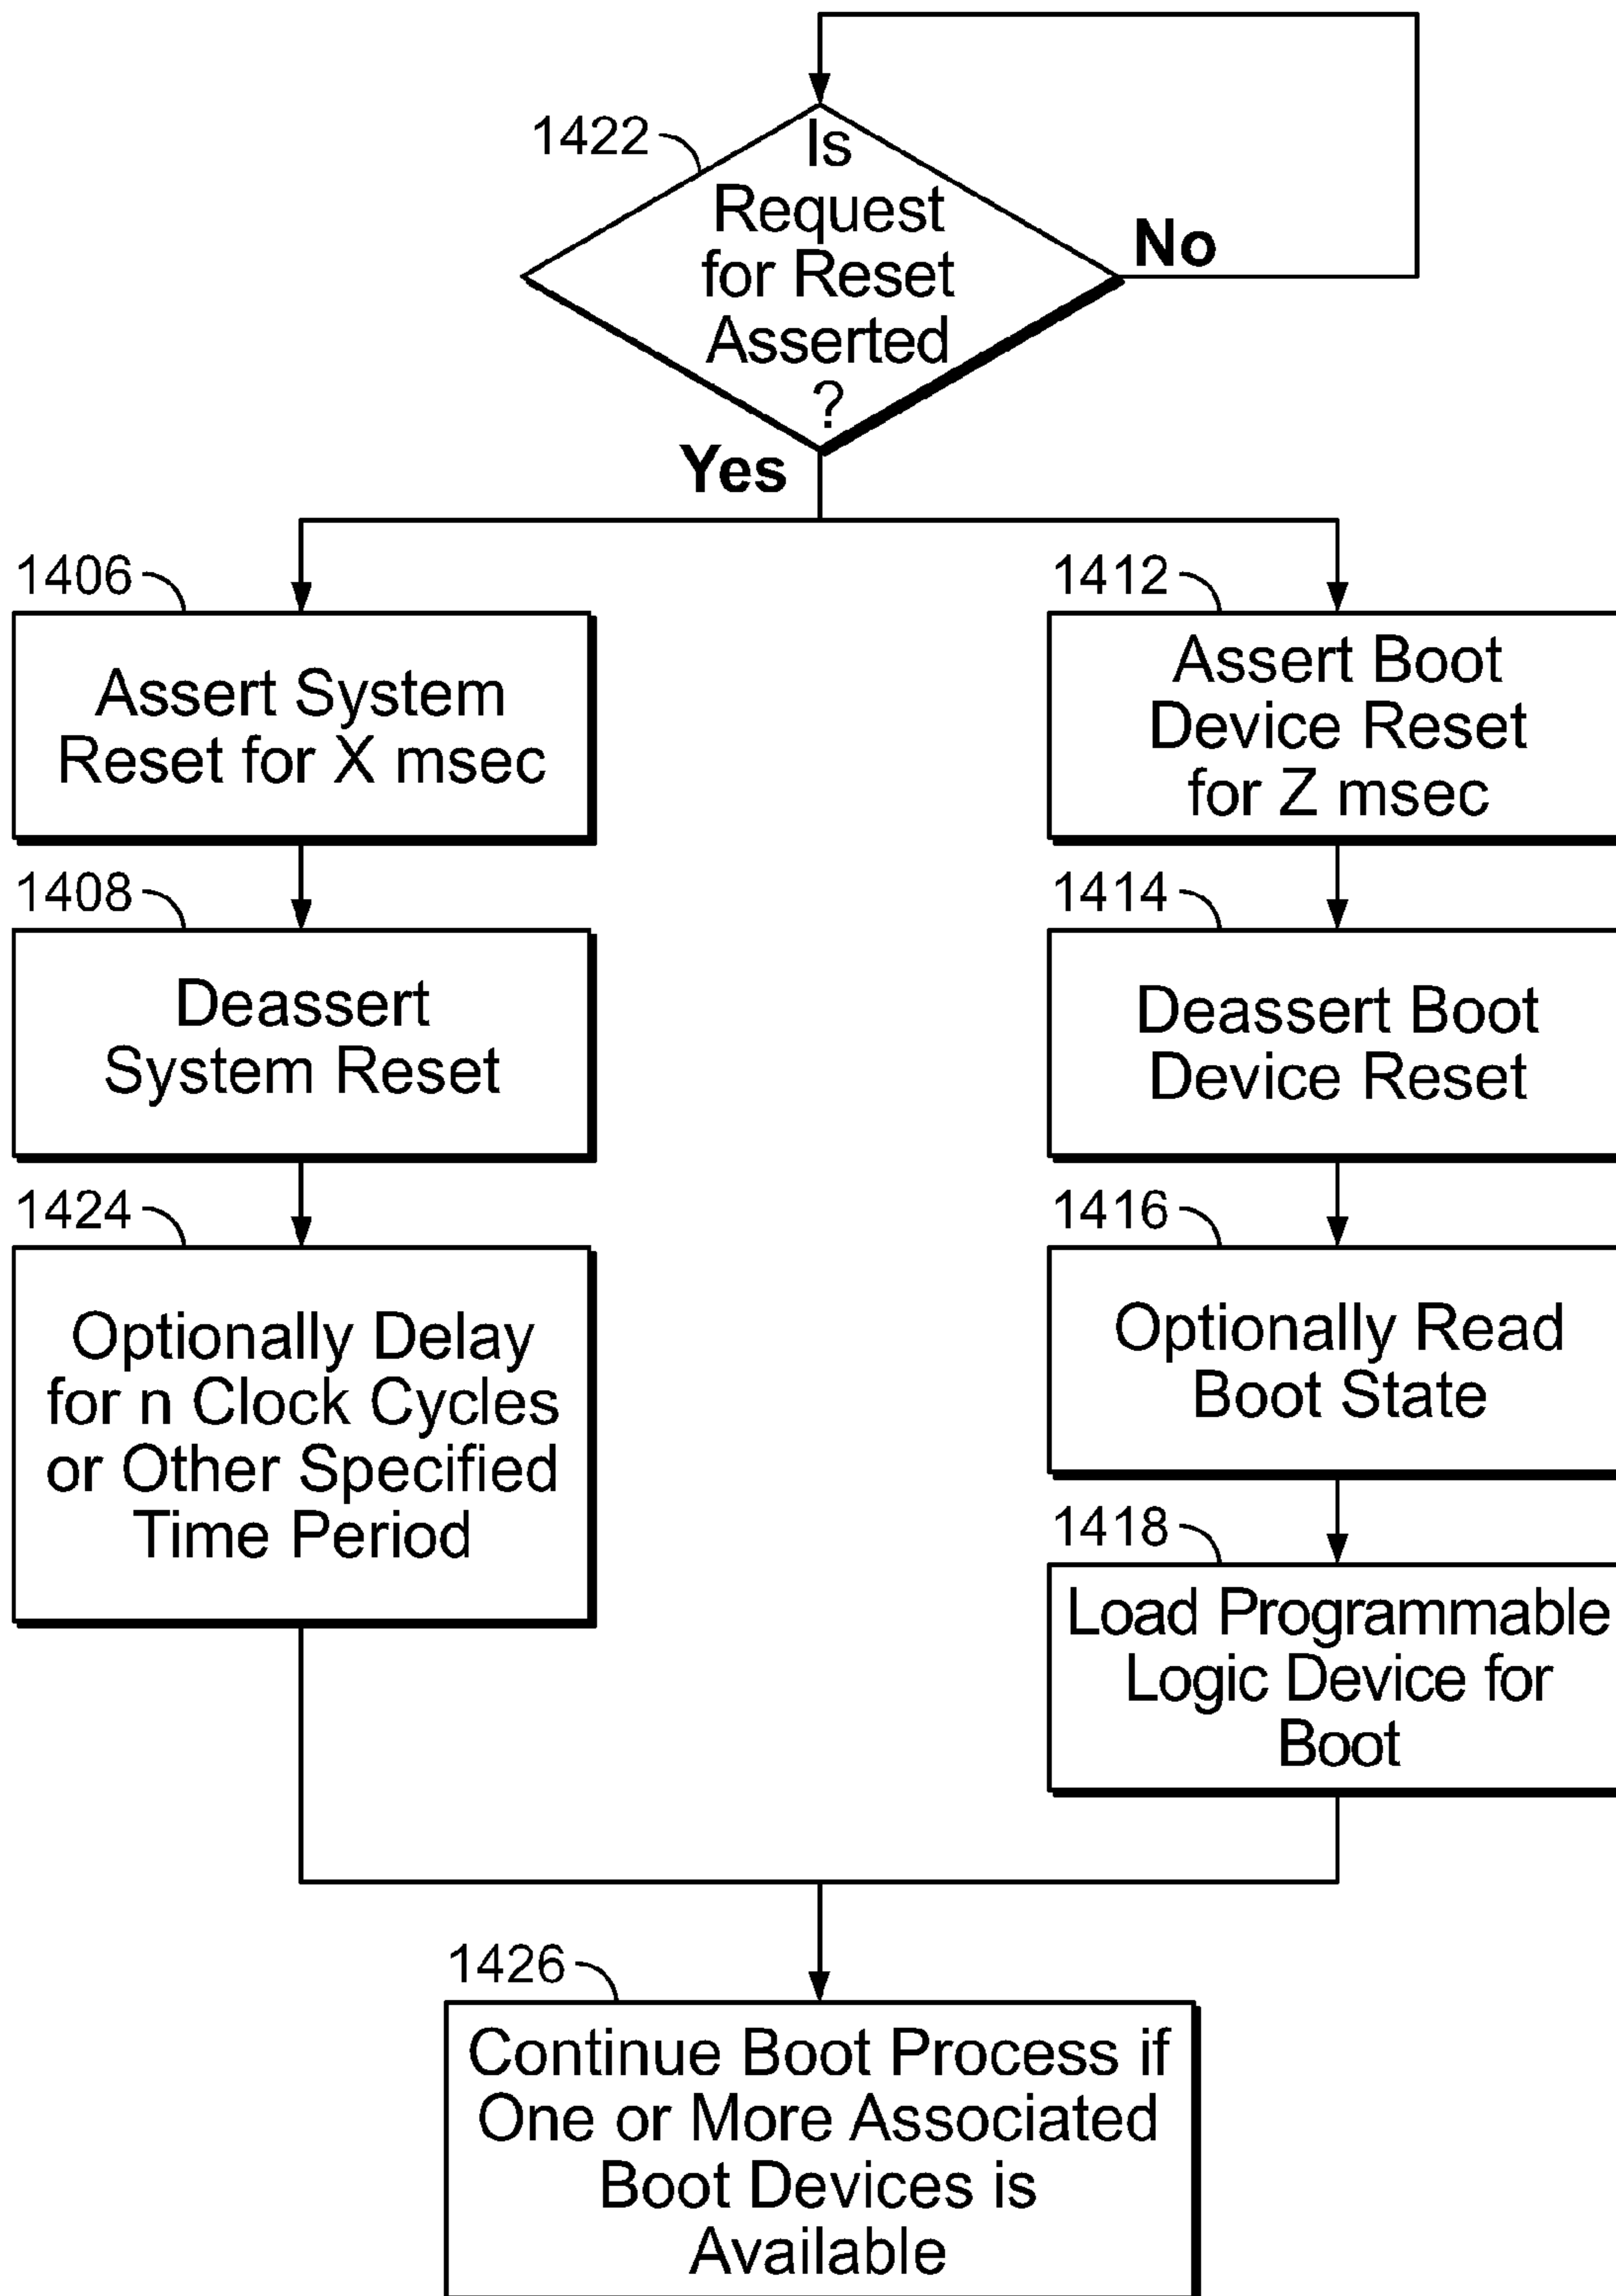 1422
Is
Request
for Reset
Asserted
?
No
Yes
1406
Assert System
Reset for X msec
1412
Assert Boot
Device Reset
for Z msec
1408
Deassert
System Reset
1414
Deassert Boot
Device Reset
1424
Optionally Delay
for n Clock Cycles
or Other Specified
Time Period
1416
Optionally Read
Boot State
1418
Load Programmable
Logic Device for
Boot
1426
Continue Boot Process if
One or More Associated
Boot Devices is
Available